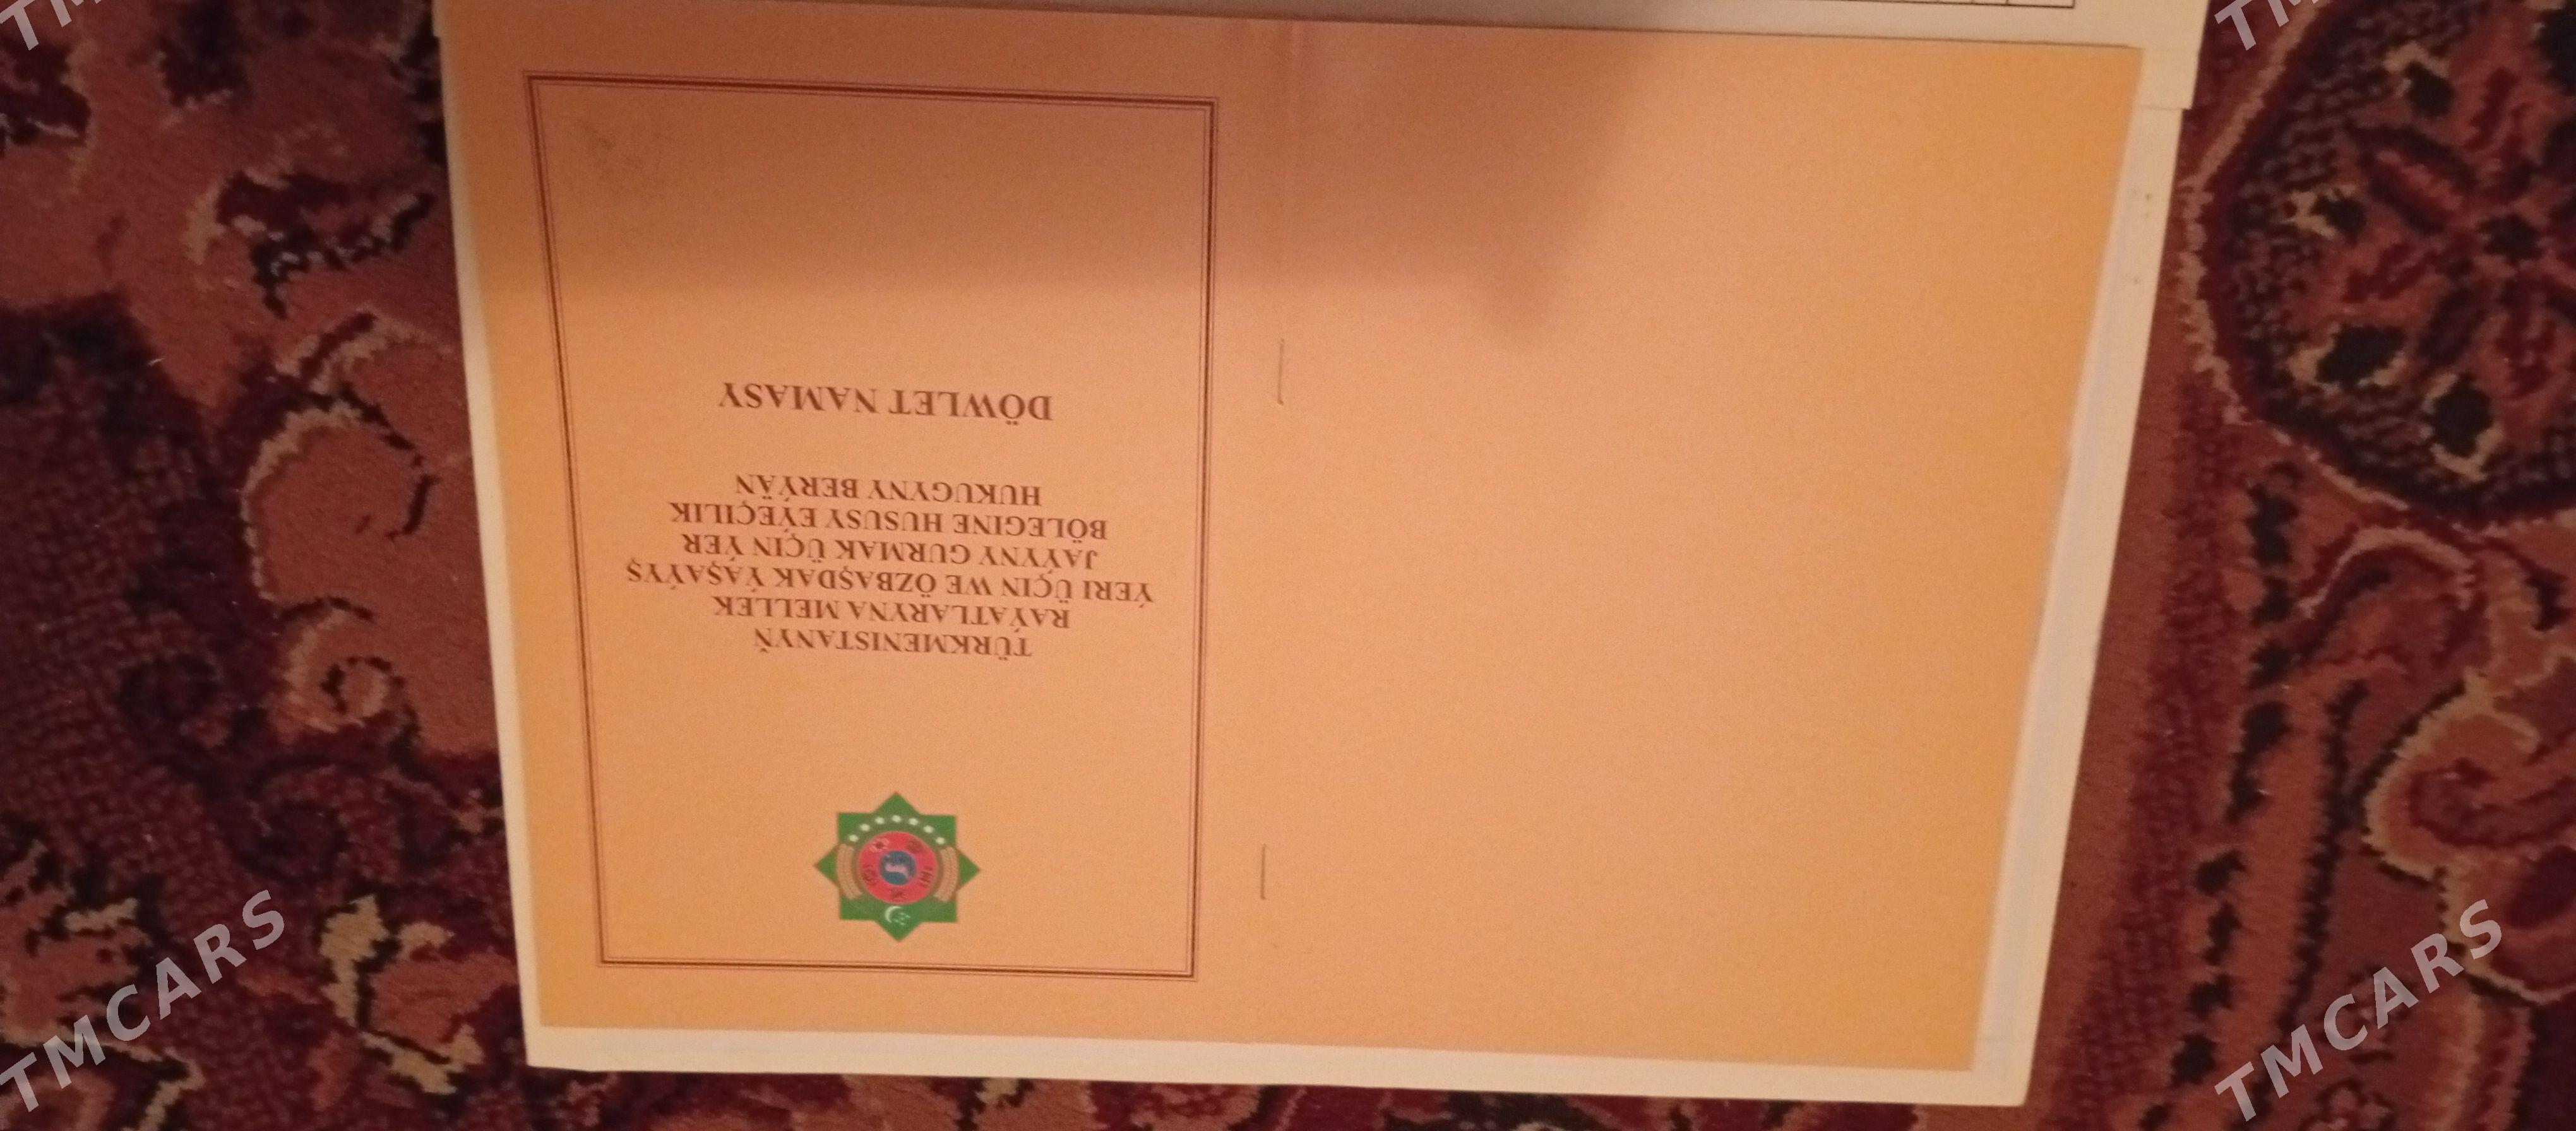 TÜRKMENISTANYŇ
RAÝATLARYNA MELLEK
ÝERI ÜÇIN WE ÖZBAŞDAK ÝAŞAÝYŞ
JAÝYNY GURMAK ÜÇIN ÝER
BÖLEGINE HUSUSY EÝEÇILIK
HUKUGYNY BERÝÄN
DÖWLET NAMASY
TMCARS
TMCARS